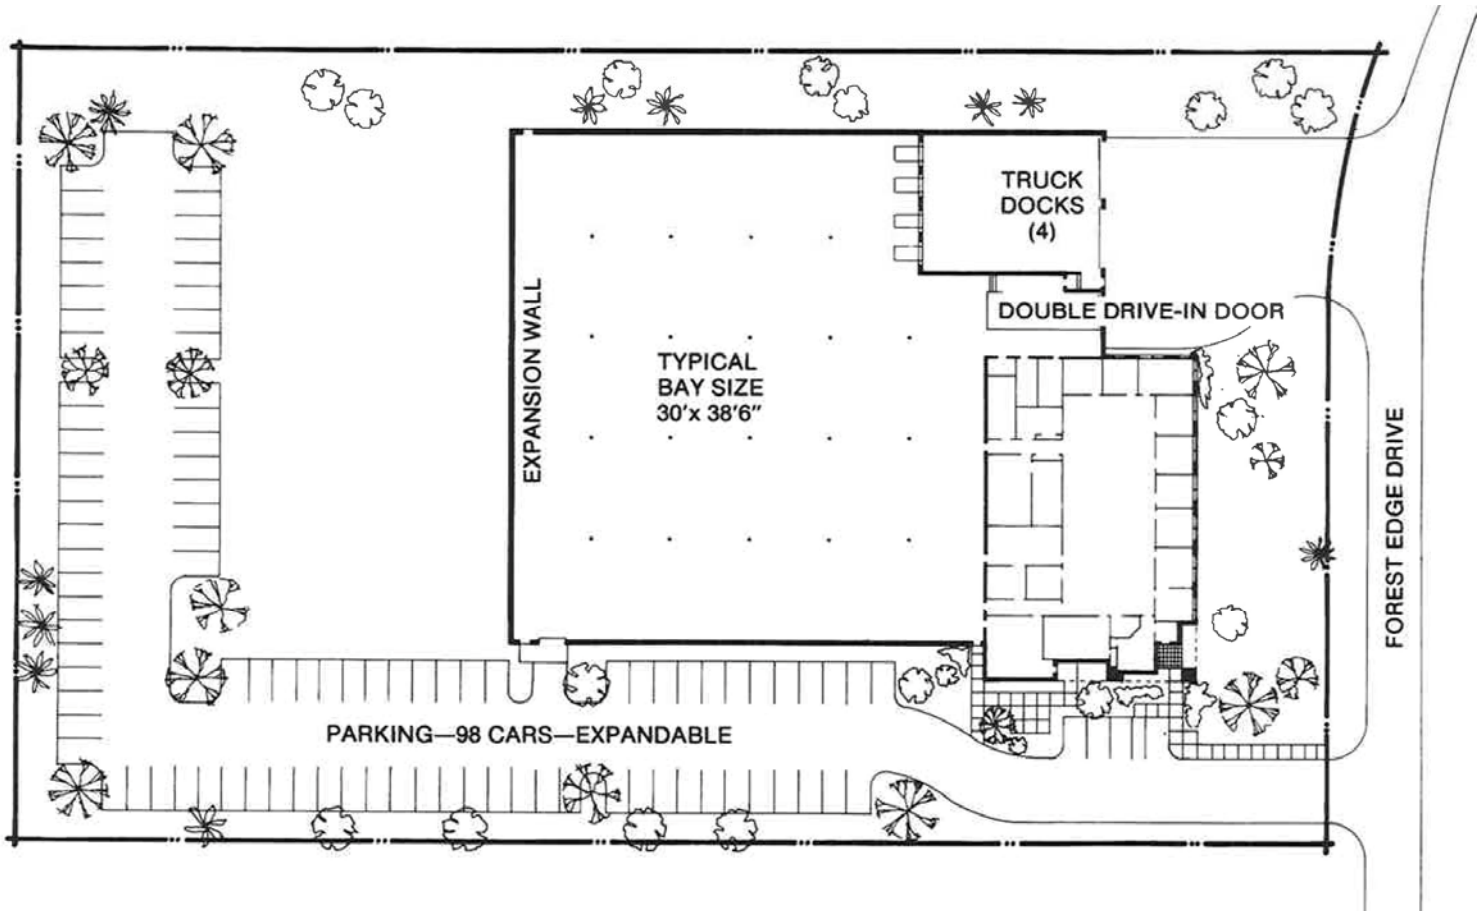 TRUCK
DOCKS
(4)
DOUBLE DRIVE-IN DOOR
EXPANSION WALL
TYPICAL
BAY SIZE
30'x 38'6"
FOREST EDGE DRIVE
PARKING—98 CARS—EXPANDABLE